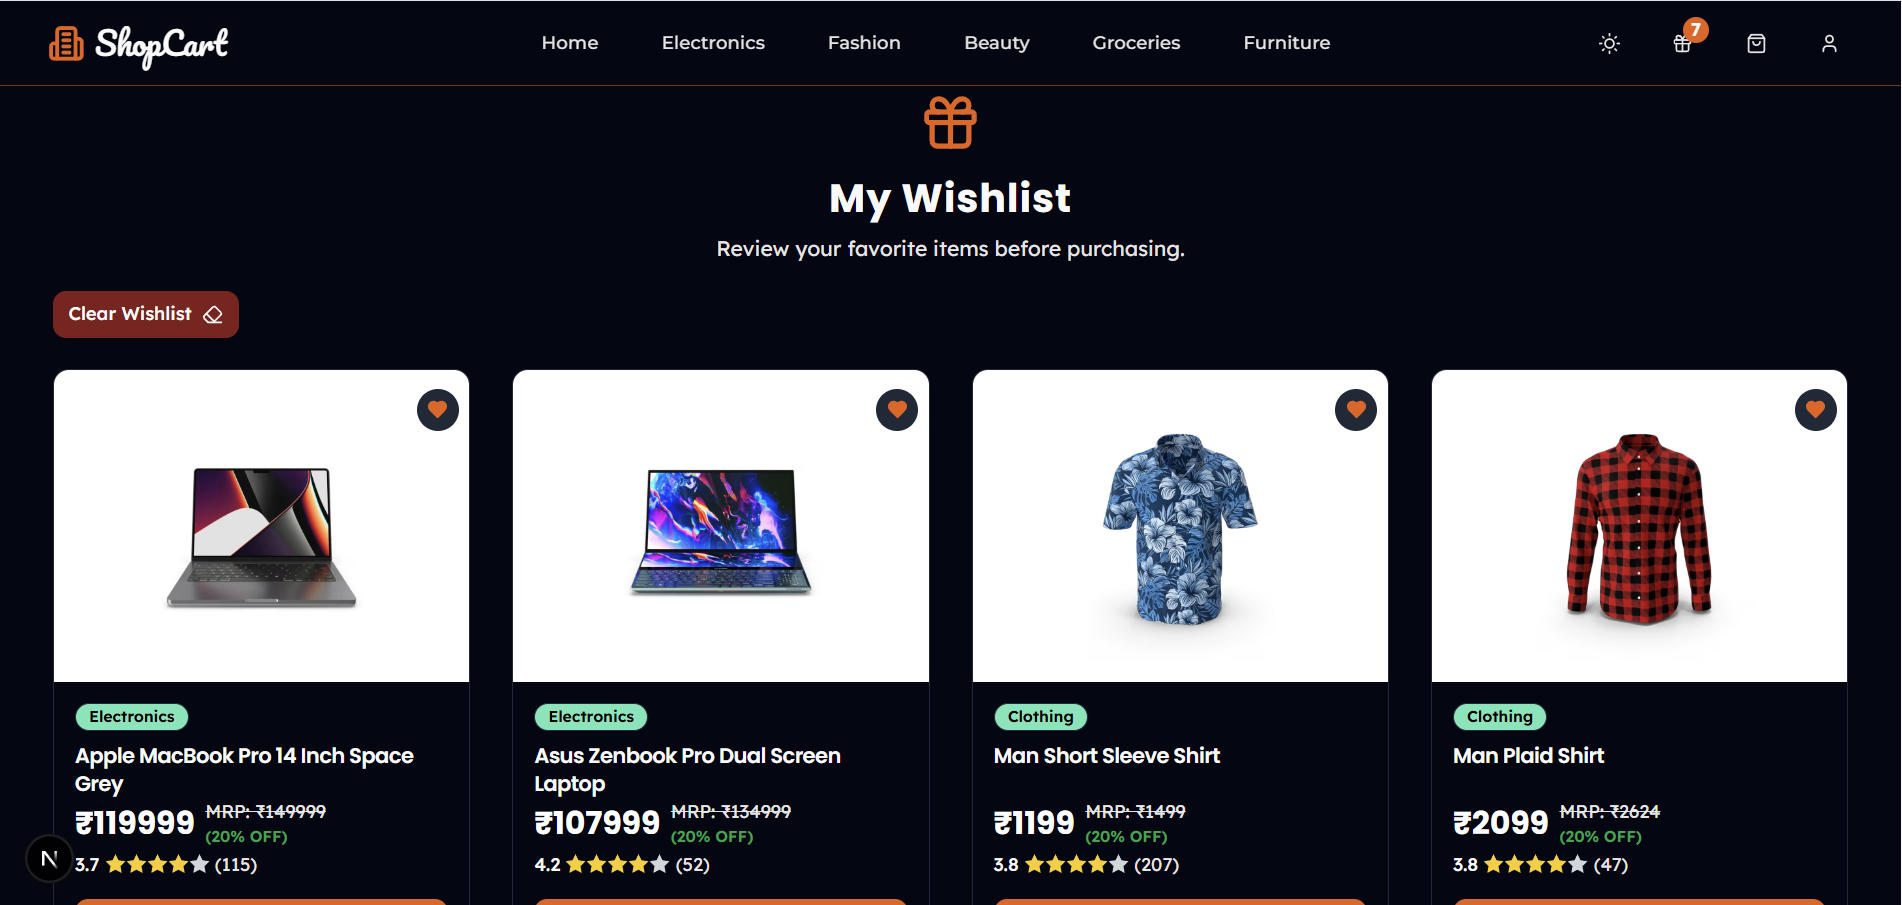 ShopCart
Home
Electronics
Fashion
Beauty
Groceries
Furniture
7
My Wishlist
Review your favorite items before purchasing.
Clear Wishlist
Electronics
Apple MacBook Pro 14 Inch Space
Grey
₹119999 MRP: ₹149999
(20% OFF)
3.7 (115)
Electronics
Asus Zenbook Pro Dual Screen
Laptop
₹107999 MRP: ₹134999
(20% OFF)
4.2 (52)
Clothing
Man Short Sleeve Shirt
₹1199 MRP: ₹1499
(20% OFF)
3.8 (207)
Clothing
Man Plaid Shirt
₹2099 MRP: ₹2624
(20% OFF)
3.8 (47)
N